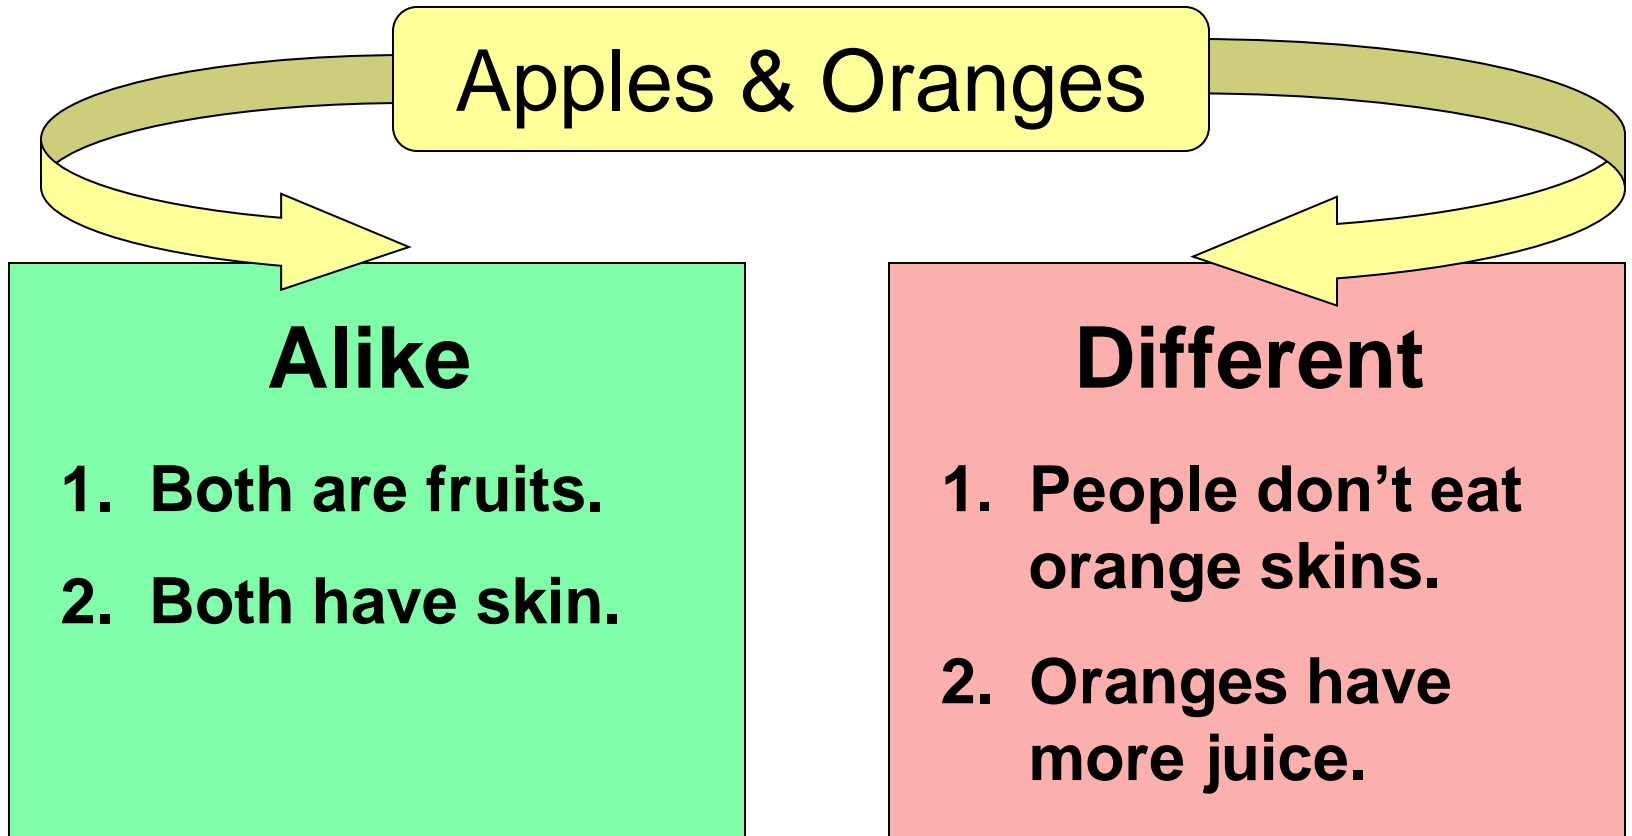 Apples & Oranges
Alike
1. Both are fruits.
2. Both have skin.
Different
1. People don’t eat
orange skins.
2. Oranges have
more juice.